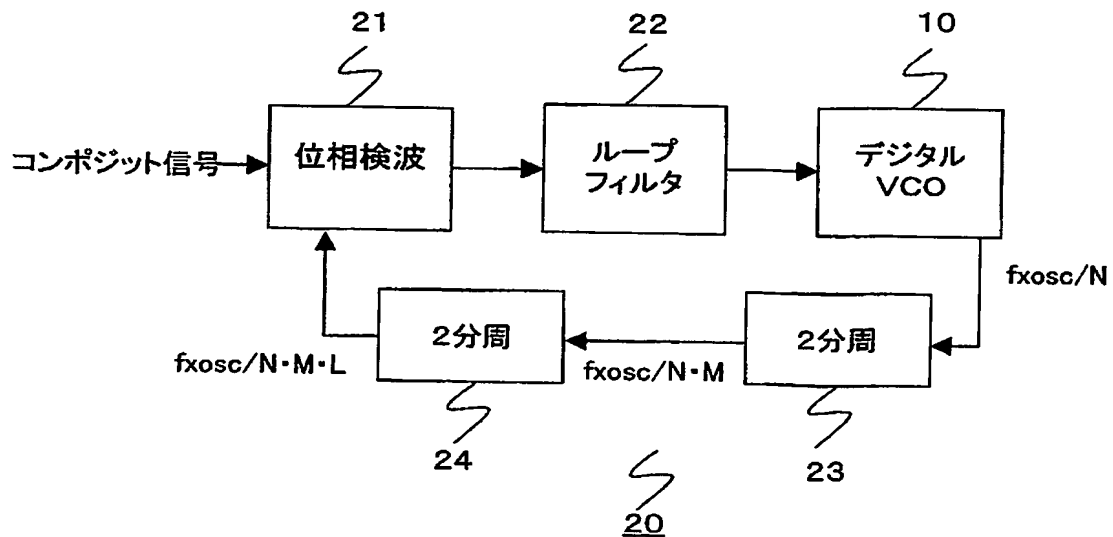 21
22
10
コンポジット信号
位相検波
ループ
フィルタ
デジタル
VCO
fxosc/N
2分周
2分周
fxosc/N・M・L
fxosc/N・M
24
23
20